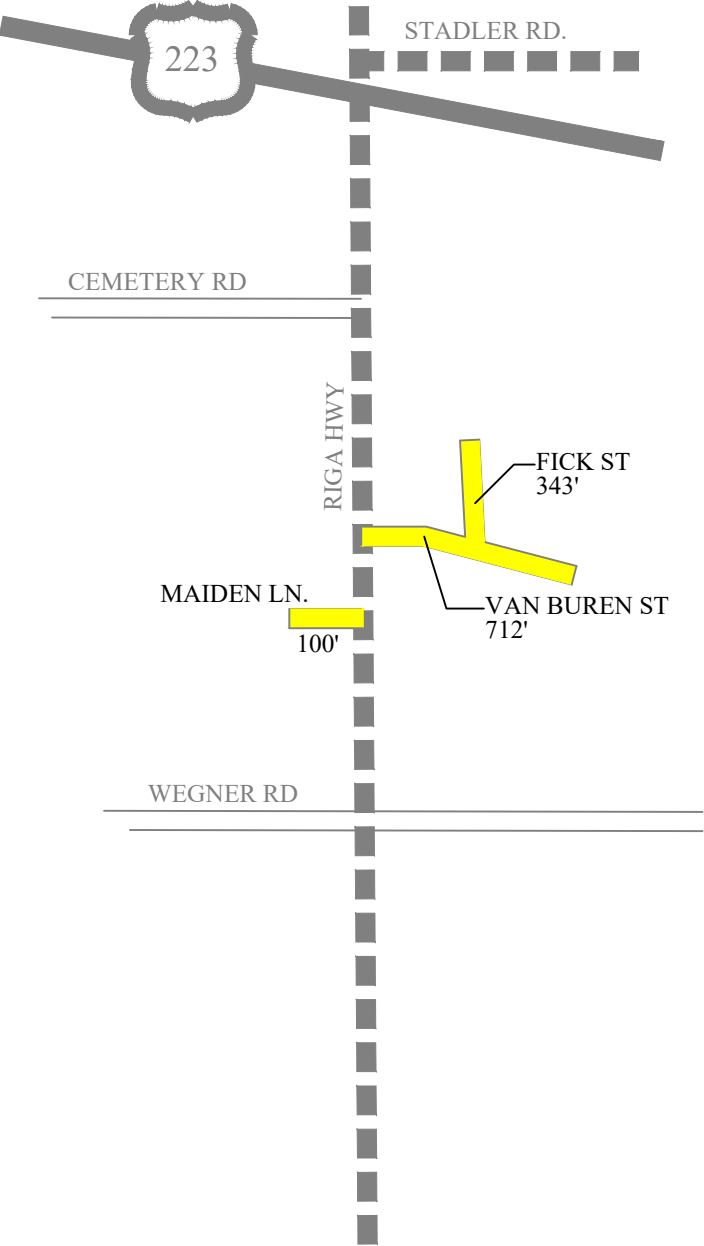 STADLER RD.
223
CEMETERY RD
RIGA HWY
FICK ST
343'
MAIDEN LN.
100'
VAN BUREN ST
712'
WEGNER RD